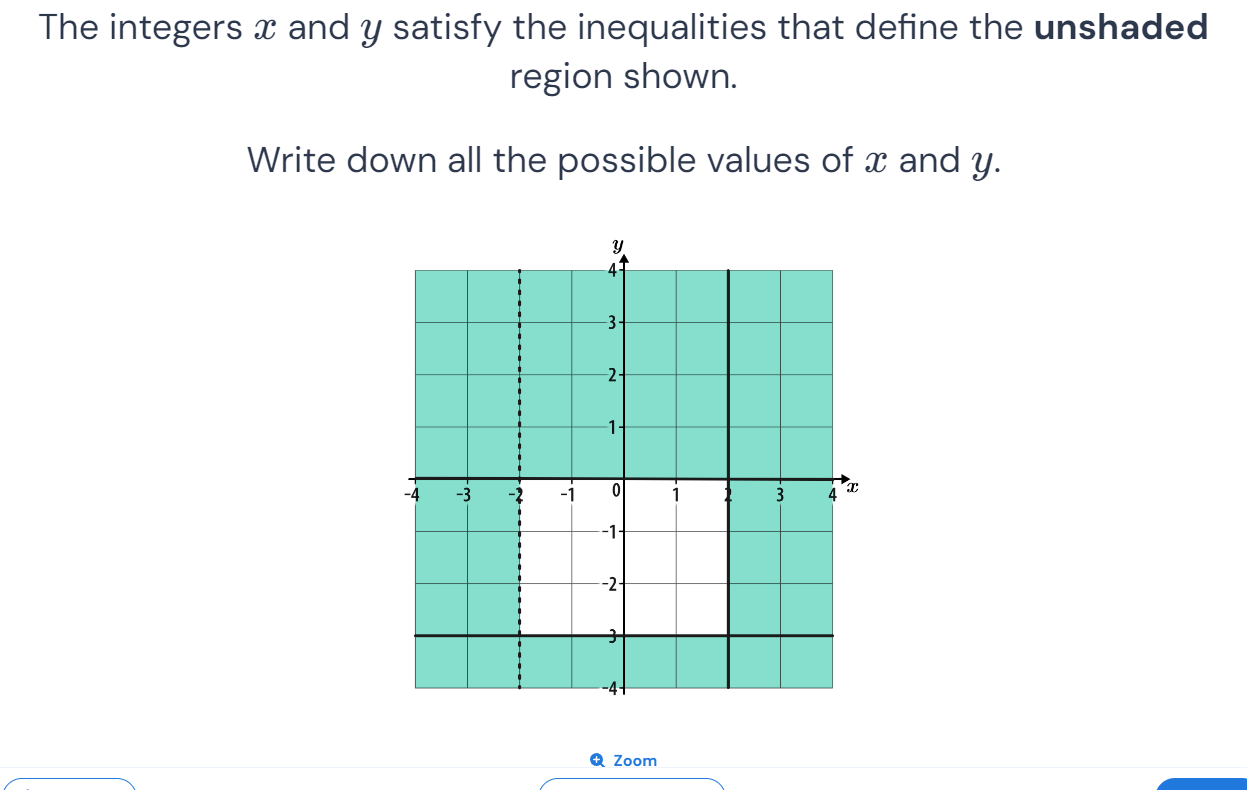 The integers x and y satisfy the inequalities that define the unshaded
region shown.
Write down all the possible values of x and y.
y
4
3
2
1
-4 -3 -2 -1 0 1 2 3 4 x
-1
-2
-3
-4
Zoom